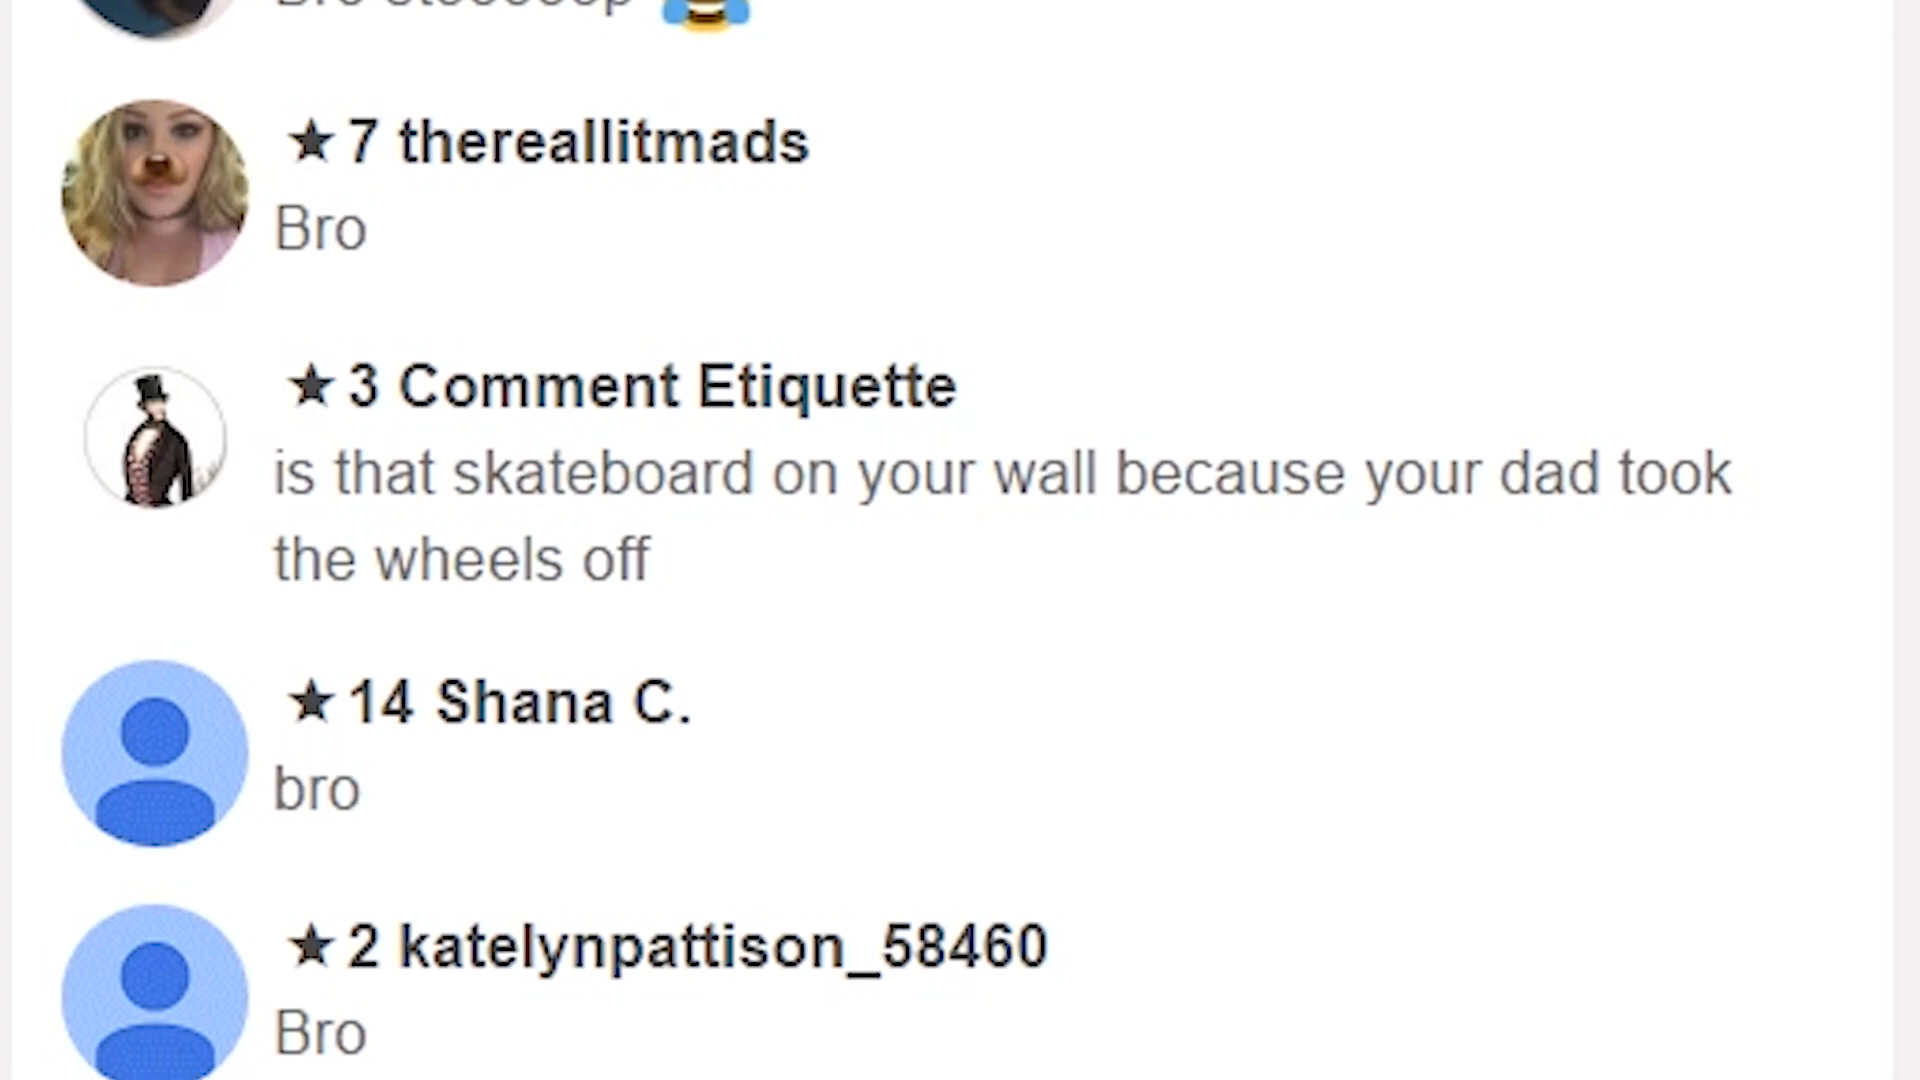 ★7 thereallitmads
Bro
★3 Comment Etiquette
is that skateboard on your wall because your dad took
the wheels off
★14 Shana C.
bro
★2 katelynpattison_58460
Bro